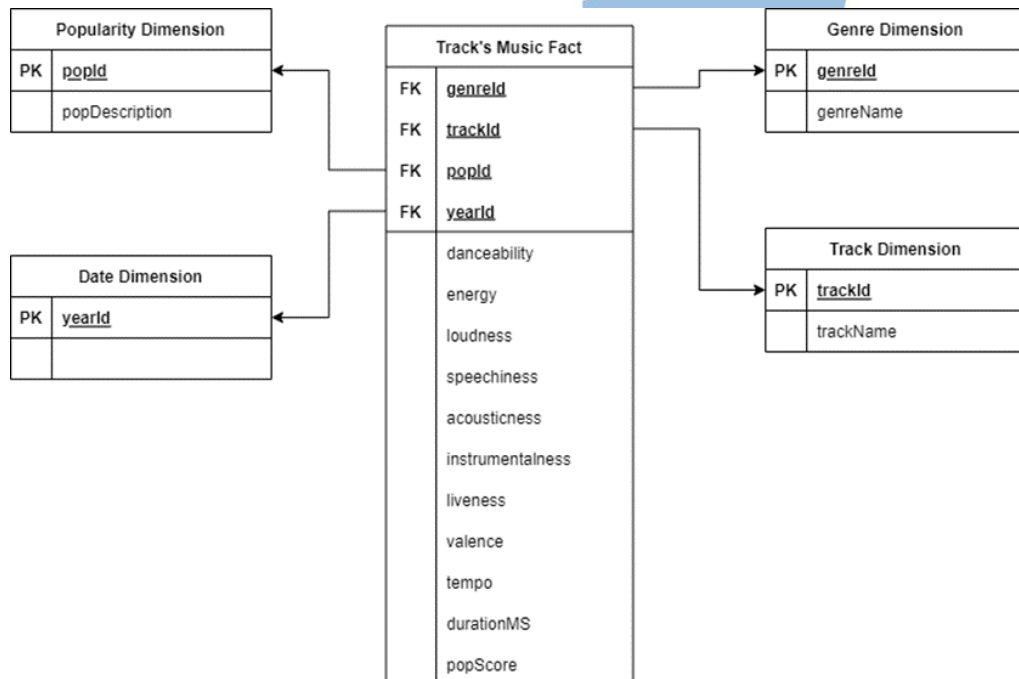 Popularity Dimension
PK popId
popDescription
Date Dimension
PK yearId
Track's Music Fact
FK genreId
FK trackId
FK popId
FK yearId
danceability
energy
loudness
speechiness
acousticness
instrumentalness
liveness
valence
tempo
durationMS
popScore
Genre Dimension
PK genreId
genreName
Track Dimension
PK trackId
trackName